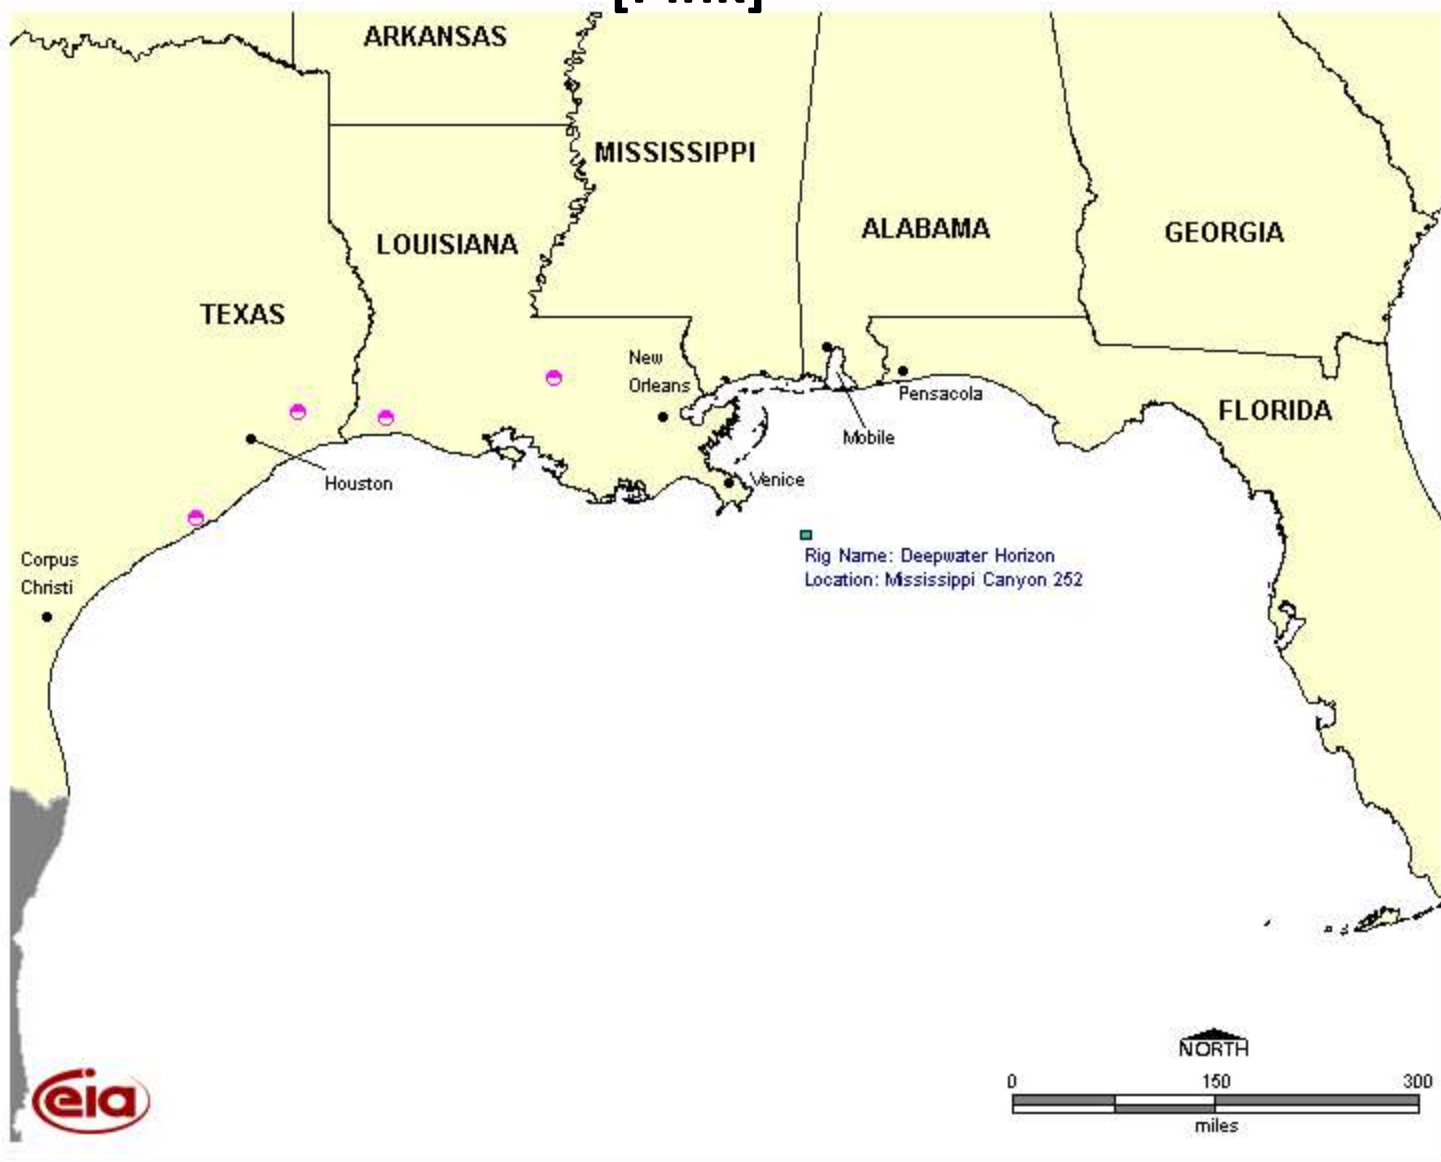 ARKANSAS
MISSISSIPPI
ALABAMA
GEORGIA
LOUISIANA
TEXAS
New
Orleans
Pensacola
FLORIDA
Mobile
Houston
Venice
Corpus
Christi
Rig Name: Deepwater Horizon
Location: Mississippi Canyon 252
NORTH
0 150 300
miles
eia